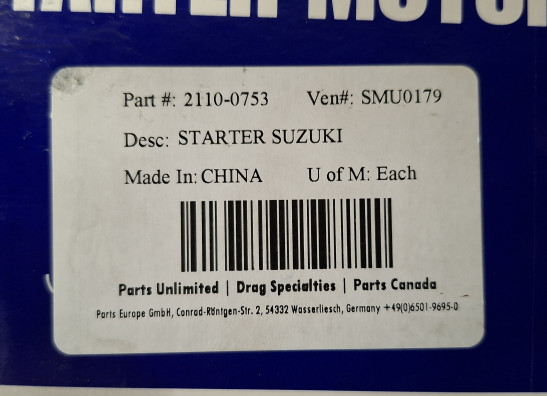 Part #: 2110-0753 Ven#: SMU0179
Desc: STARTER SUZUKI
Made In: CHINA U of M: Each
Parts Unlimited | Drag Specialties | Parts Canada
Parts Europe GmbH, Conrad-Röntgen-Str. 2, 54332 Wasserliesch, Germany +49(0)6501-9695-0